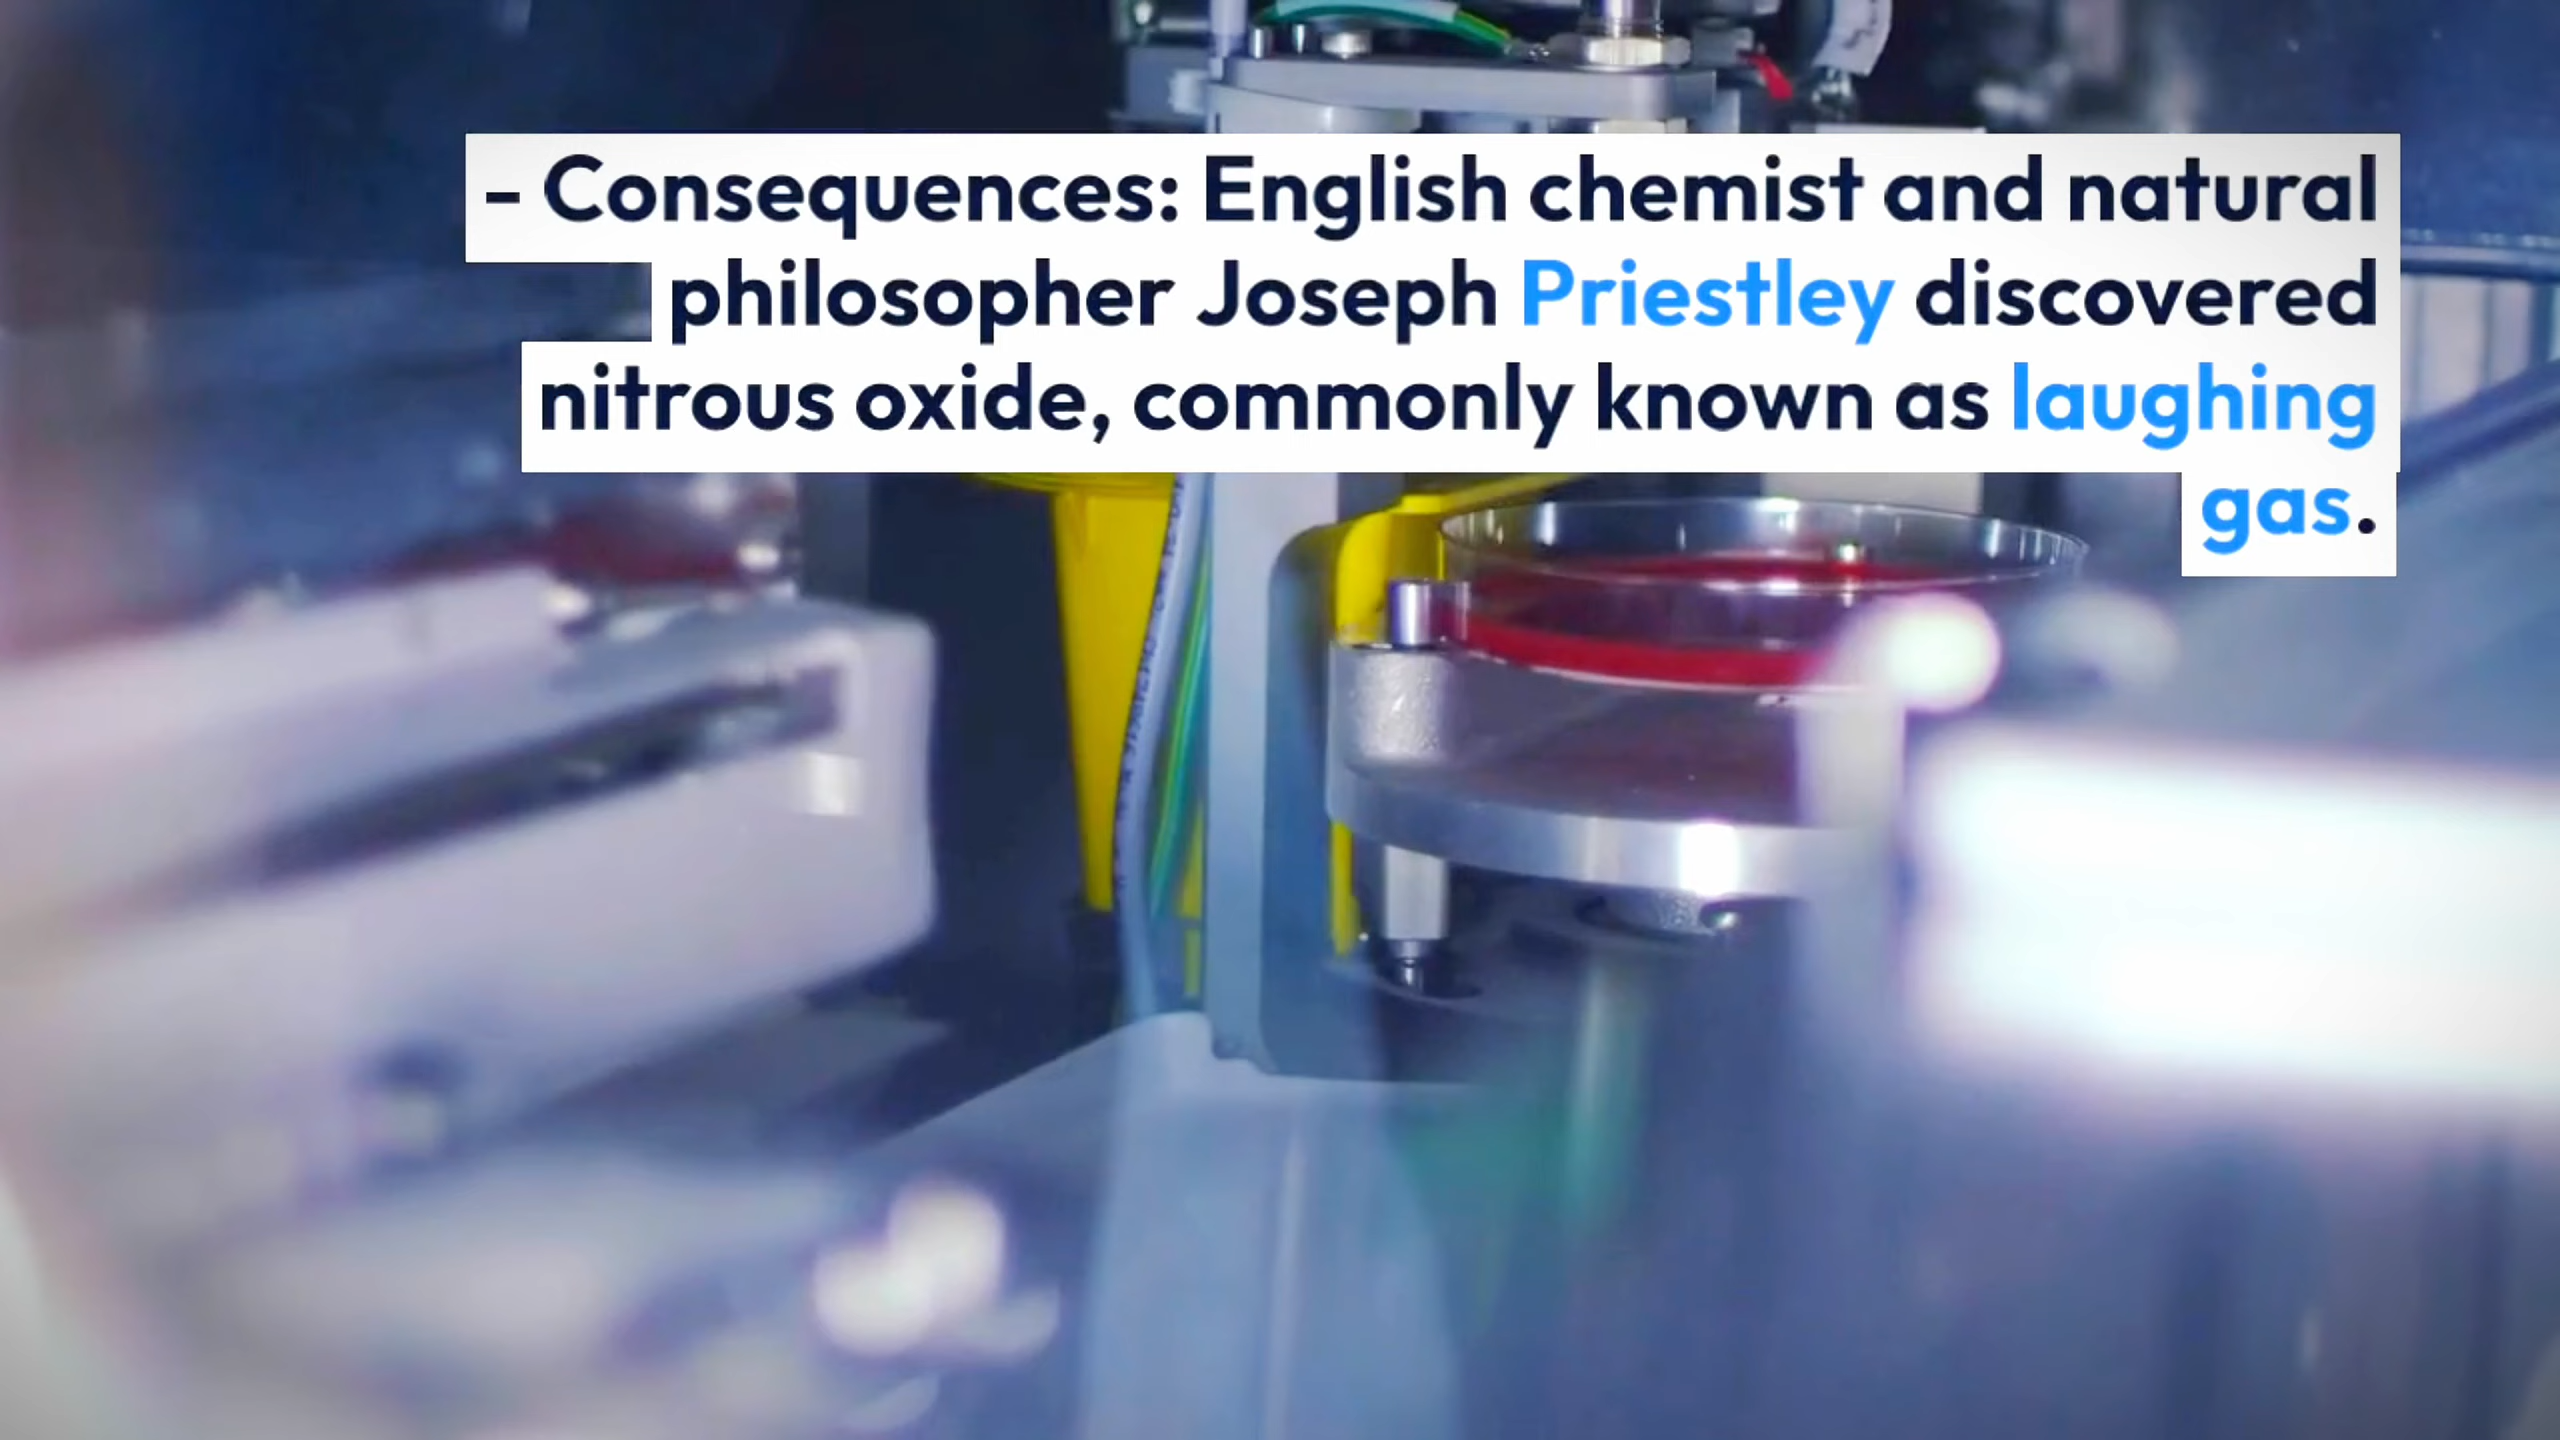 - Consequences: English chemist and natural
philosopher Joseph Priestley discovered
nitrous oxide, commonly known as laughing
gas.